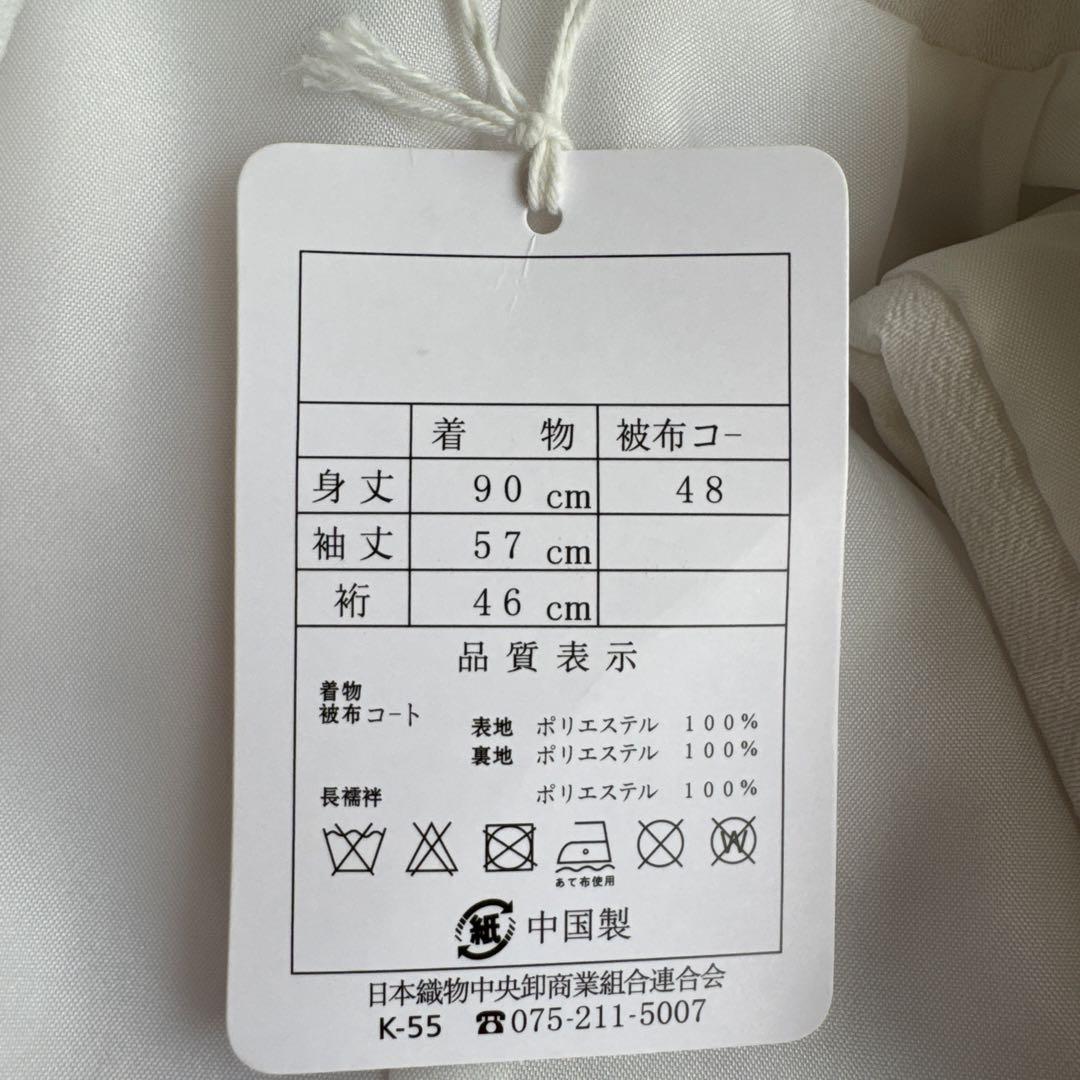 着 物 被布コ-
身丈 90 cm 48
袖丈 57 cm
裄 46 cm
品質表示
着物
被布コート
表地 ポリエステル 100%
裏地 ポリエステル 100%
長襦袢 ポリエステル 100%
W
あて布使用
紙 中国製
日本織物中央卸商業組合連合会
K-55 ☎075-211-5007